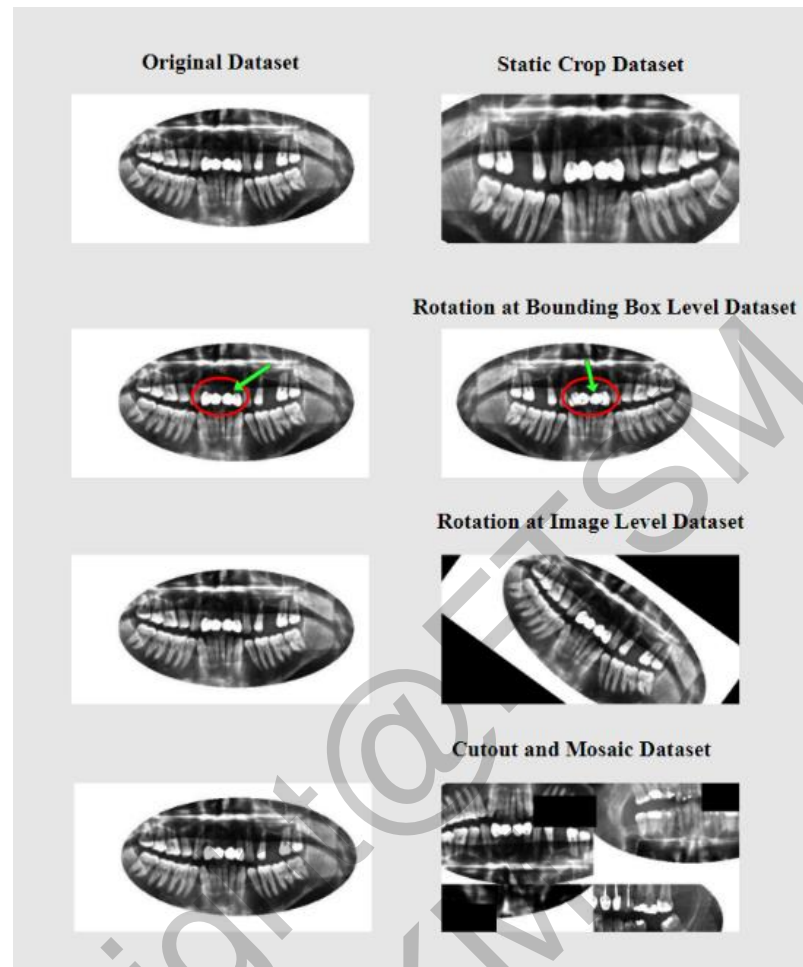 Original Dataset
Static Crop Dataset
Rotation at Bounding Box Level Dataset
Rotation at Image Level Dataset
Cutout and Mosaic Dataset